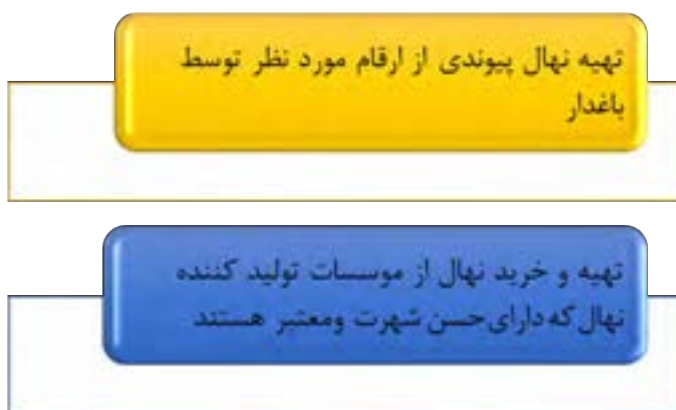 تهیه نهال پیوندی از ارقام مورد نظر توسط
باغدار
تهیه و خرید نهال از موسسات تولید کننده
نهال که دارای حسن شهرت ومعتبر هستند